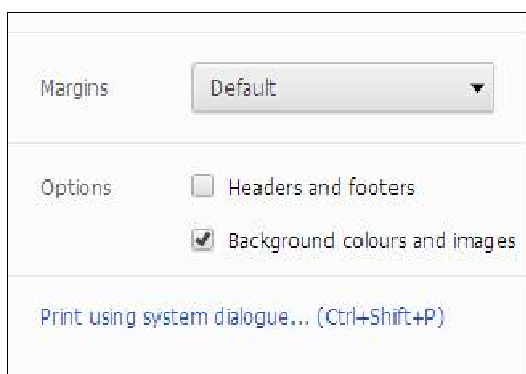 Margins Default
Options Headers and footers
Background colours and images
Print using system dialogue... (Ctrl+Shift+P)